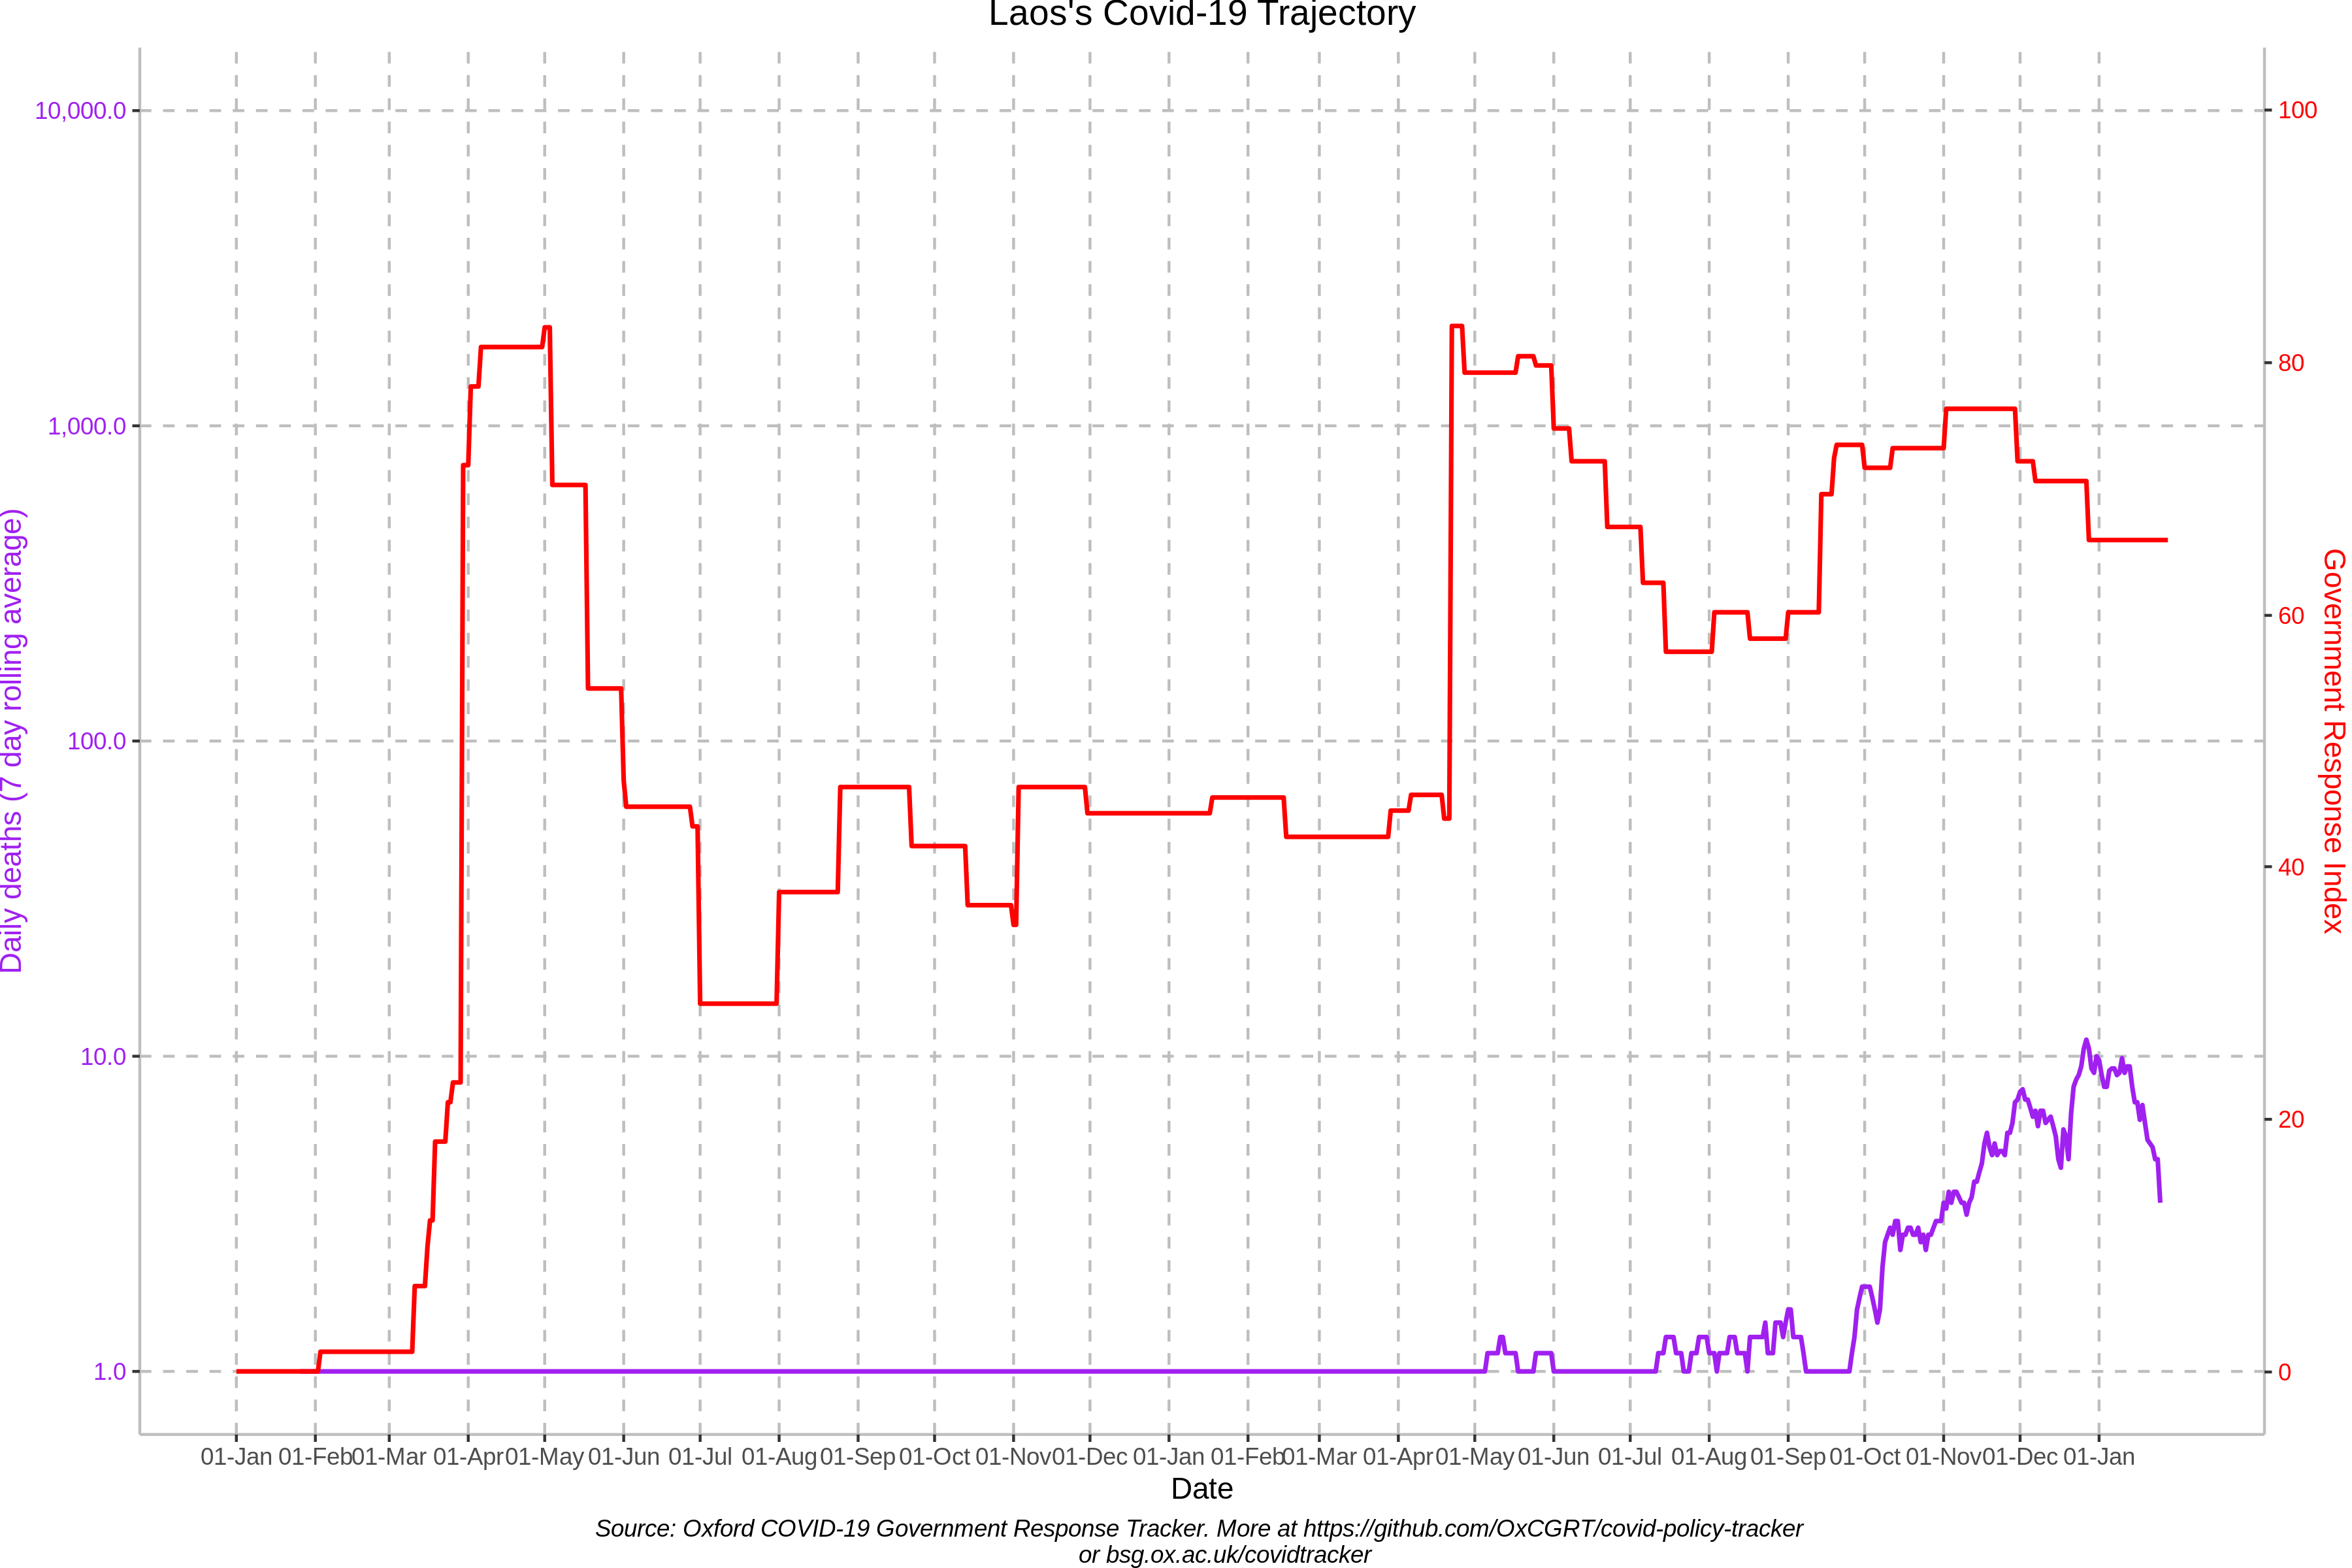 Laos's Covid-19 Trajectory
10,000.0
1,000.0
100.0
10.0
1.0
Daily deaths (7 day rolling average)
100
80
60
40
20
0
Government Response Index
01-Jan 01-Feb 01-Mar 01-Apr 01-May 01-Jun 01-Jul 01-Aug 01-Sep 01-Oct 01-Nov 01-Dec 01-Jan 01-Feb 01-Mar 01-Apr 01-May 01-Jun 01-Jul 01-Aug 01-Sep 01-Oct 01-Nov 01-Dec 01-Jan
Date
Source: Oxford COVID-19 Government Response Tracker. More at https://github.com/OxCGRT/covid-policy-tracker
or bsg.ox.ac.uk/covidtracker